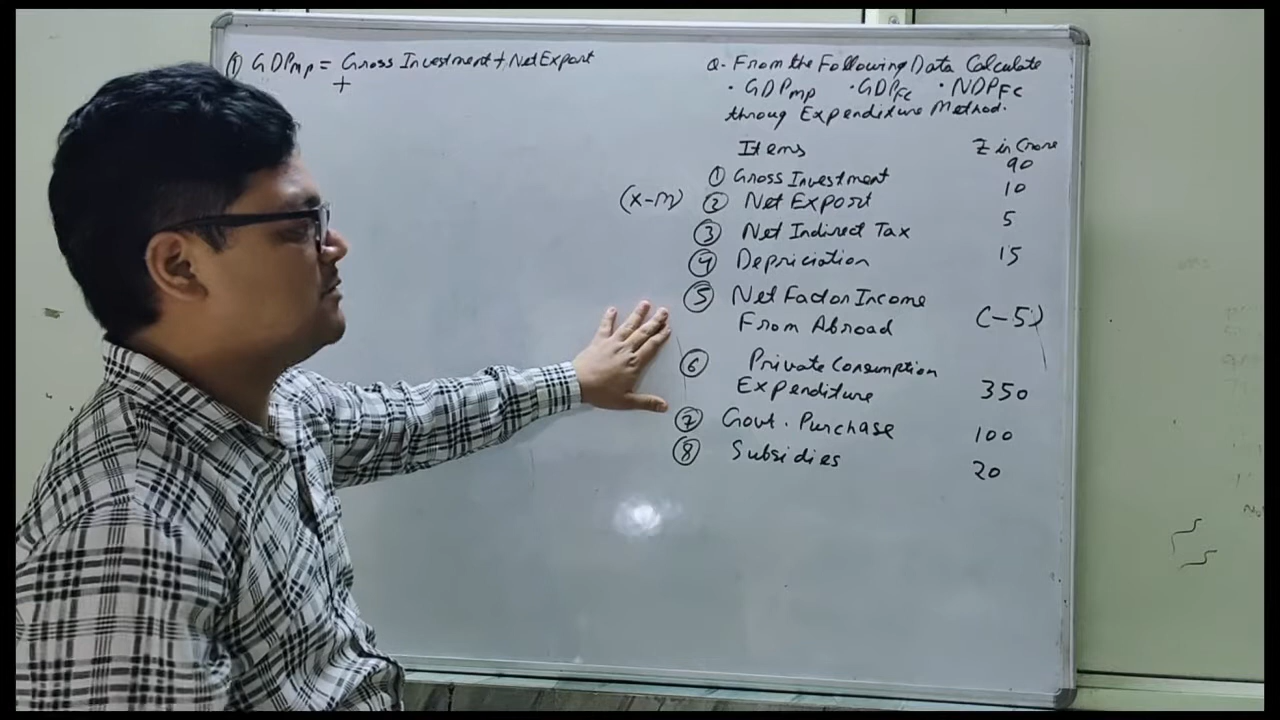 ① GDPMP = Gross Investment + Net Export
+
Q. From the Following Data Calculate
· GDPMP · GDPFC · NDPFC
throug Expenditure Method.
Items ₹ in Crore
① Gross Investment 90
(X-M) ② Net Export 10
③ Net Indirect Tax 5
④ Depriciation 15
⑤ Net Factor Income
From Abroad (-5)
⑥ Private Consumption
Expenditure 350
⑦ Govt. Purchase 100
⑧ Subsidies 20